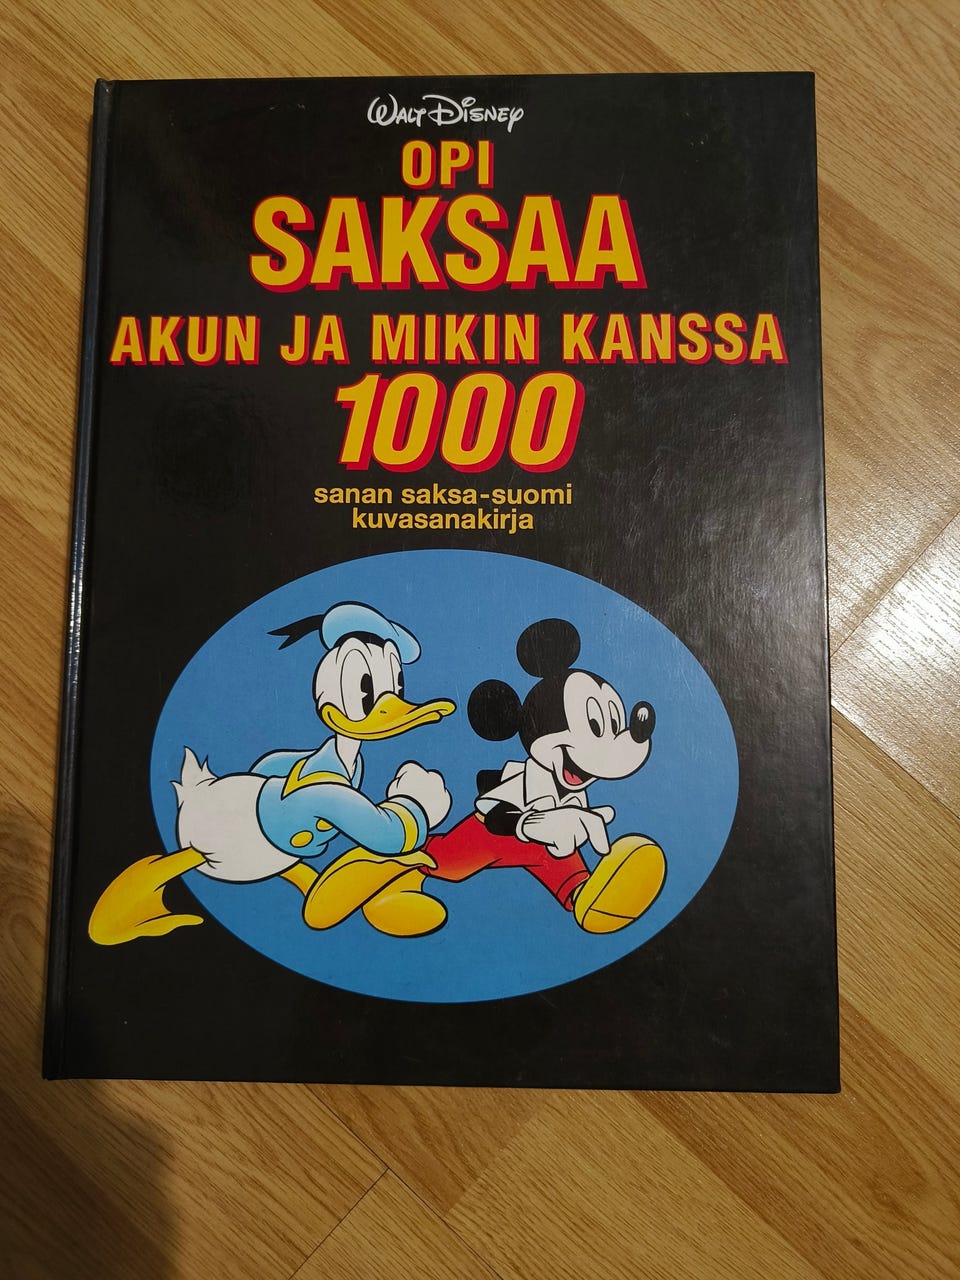 Walt Disney
OPI
SAKSAA
AKUN JA MIKIN KANSSA
1000
sanan saksa-suomi
kuvasanakirja